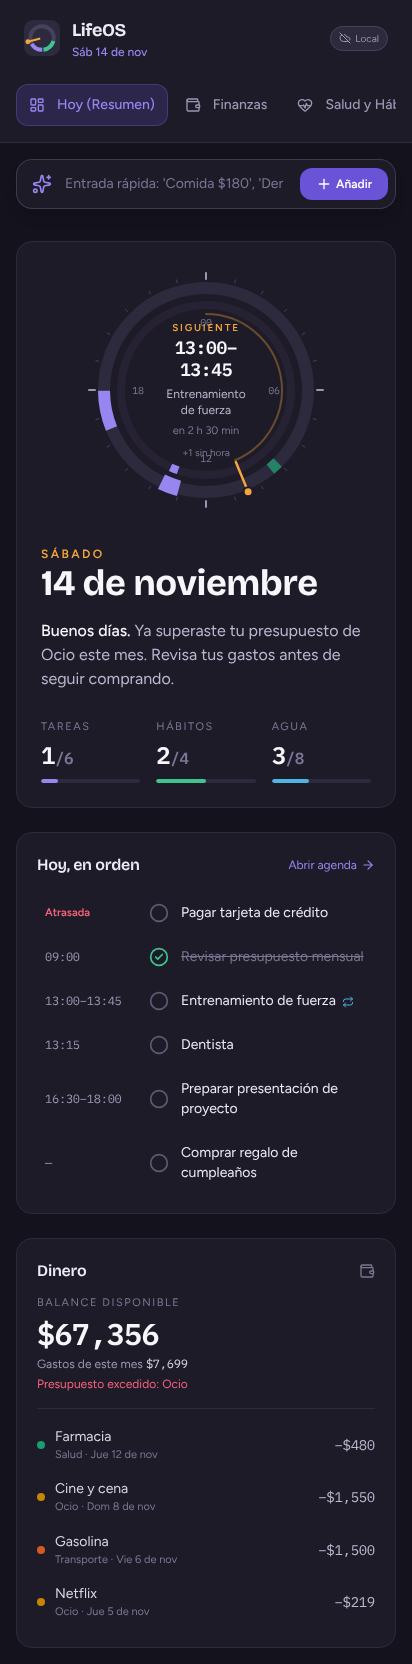 LifeOS
Sáb 14 de nov
Local
Hoy (Resumen)
Finanzas
Salud y Háb
Entrada rápida: 'Comida $180', 'Der
Añadir
00
SIGUIENTE
13:00–
13:45
18
06
Entrenamiento
de fuerza
en 2 h 30 min
+1 sin hora
12
SÁBADO
14 de noviembre
Buenos días. Ya superaste tu presupuesto de
Ocio este mes. Revisa tus gastos antes de
seguir comprando.
TAREAS
HÁBITOS
AGUA
1/6
2/4
3/8
Hoy, en orden
Abrir agenda
Atrasada
Pagar tarjeta de crédito
09:00
Revisar presupuesto mensual
13:00–13:45
Entrenamiento de fuerza
13:15
Dentista
16:30–18:00
Preparar presentación de
proyecto
—
Comprar regalo de
cumpleaños
Dinero
BALANCE DISPONIBLE
$67,356
Gastos de este mes $7,699
Presupuesto excedido: Ocio
Farmacia
Salud · Jue 12 de nov
−$480
Cine y cena
Ocio · Dom 8 de nov
−$1,550
Gasolina
Transporte · Vie 6 de nov
−$1,500
Netflix
Ocio · Jue 5 de nov
−$219